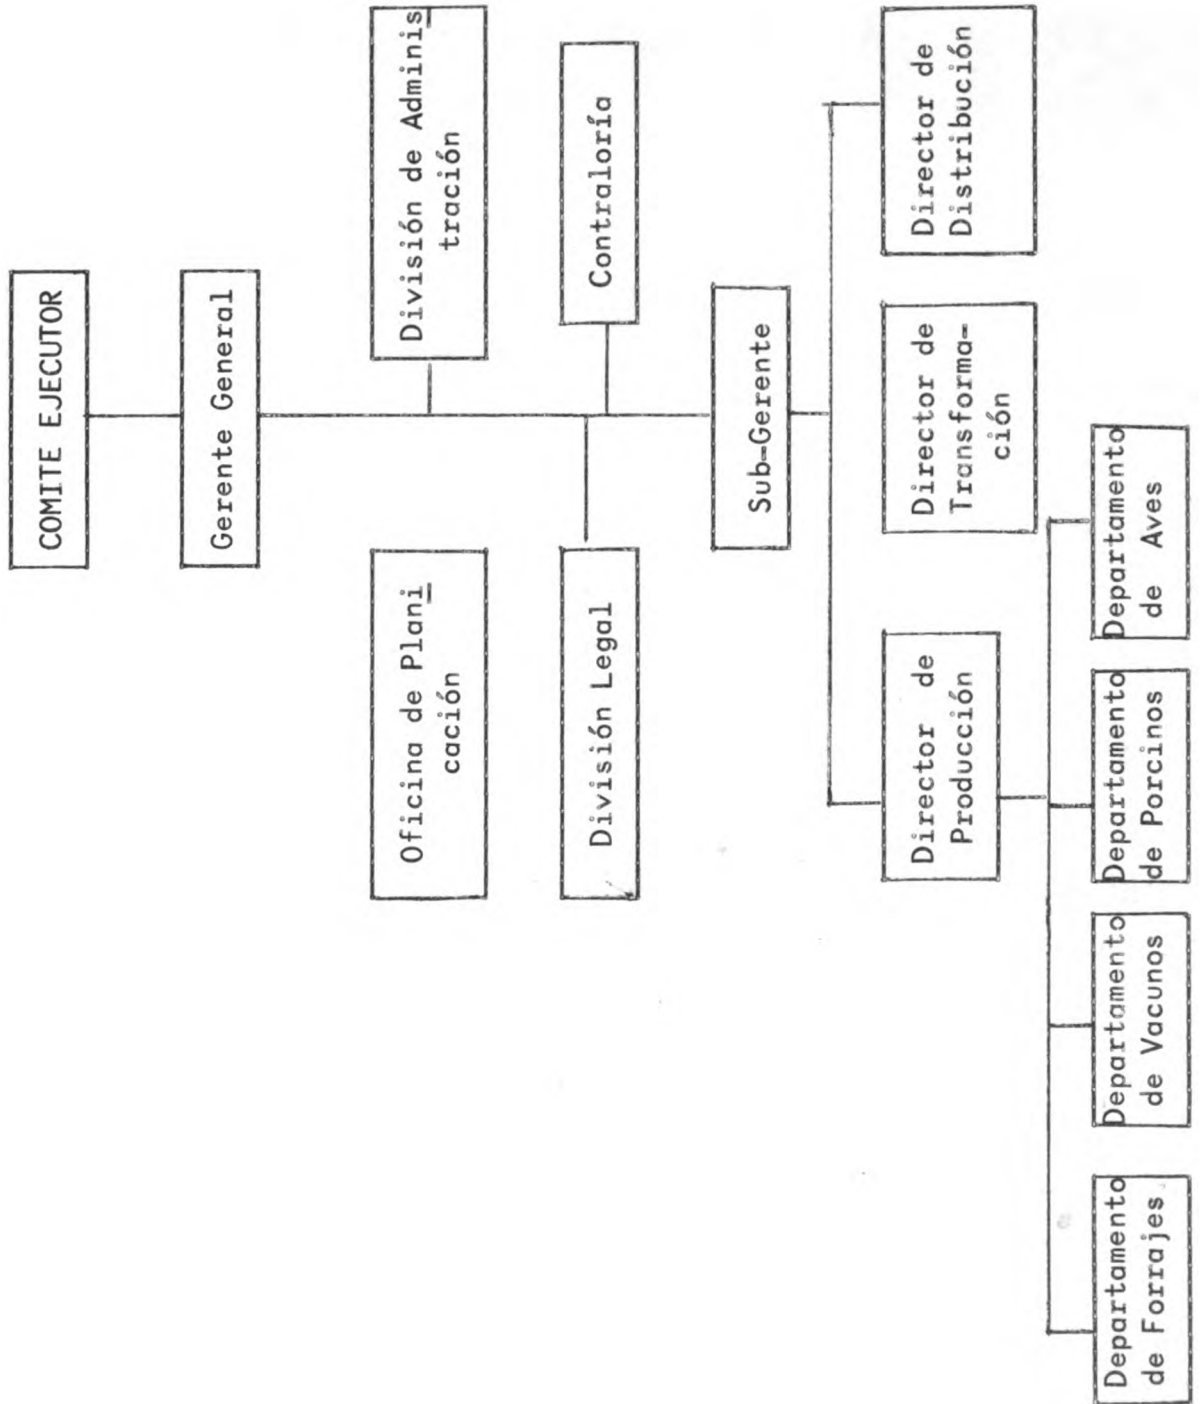 COMITE EJECUTOR
Gerente General
Oficina de Plani
cación
División de Adminis
tración
División Legal
Contraloría
Sub-Gerente
Director de
Producción
Director de
Transforma-
ción
Director de
Distribución
Departamento
de Forrajes
Departamento
de Vacunos
Departamento
de Porcinos
Departamento
de Aves